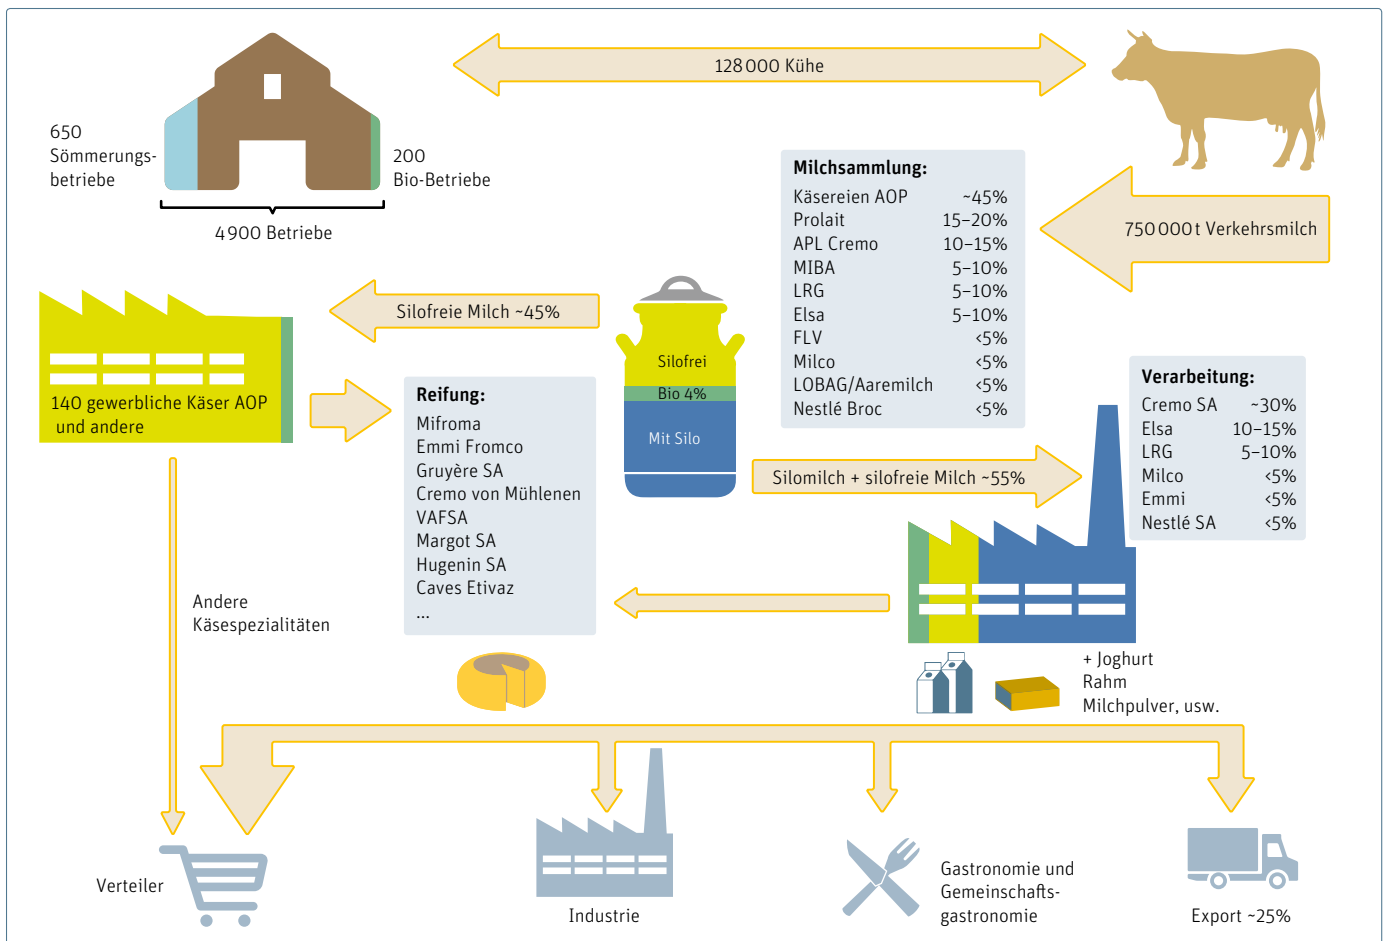 128 000 Kühe
650
Sömmerungs-
betriebe
200
Bio-Betriebe
4900 Betriebe
Milchsammlung:
Käsereien AOP ~45%
Prolait 15–20%
APL Cremo 10–15%
MIBA 5–10%
LRG 5–10%
Elsa 5–10%
FLV <5%
Milco <5%
LOBAG/Aaremilch <5%
Nestlé Broc <5%
750 000 t Verkehrsmilch
Silofreie Milch ~45%
Silofrei
Bio 4%
Mit Silo
140 gewerbliche Käser AOP
und andere
Reifung:
Mifroma
Emmi Fromco
Gruyère SA
Cremo von Mühlenen
VAFSA
Margot SA
Hugenin SA
Caves Etivaz
...
Silomilch + silofreie Milch ~55%
Verarbeitung:
Cremo SA ~30%
Elsa 10–15%
LRG 5–10%
Milco <5%
Emmi <5%
Nestlé SA <5%
Andere
Käsespezialitäten
+ Joghurt
Rahm
Milchpulver, usw.
Verteiler
Industrie
Gastronomie und
Gemeinschafts-
gastronomie
Export ~25%